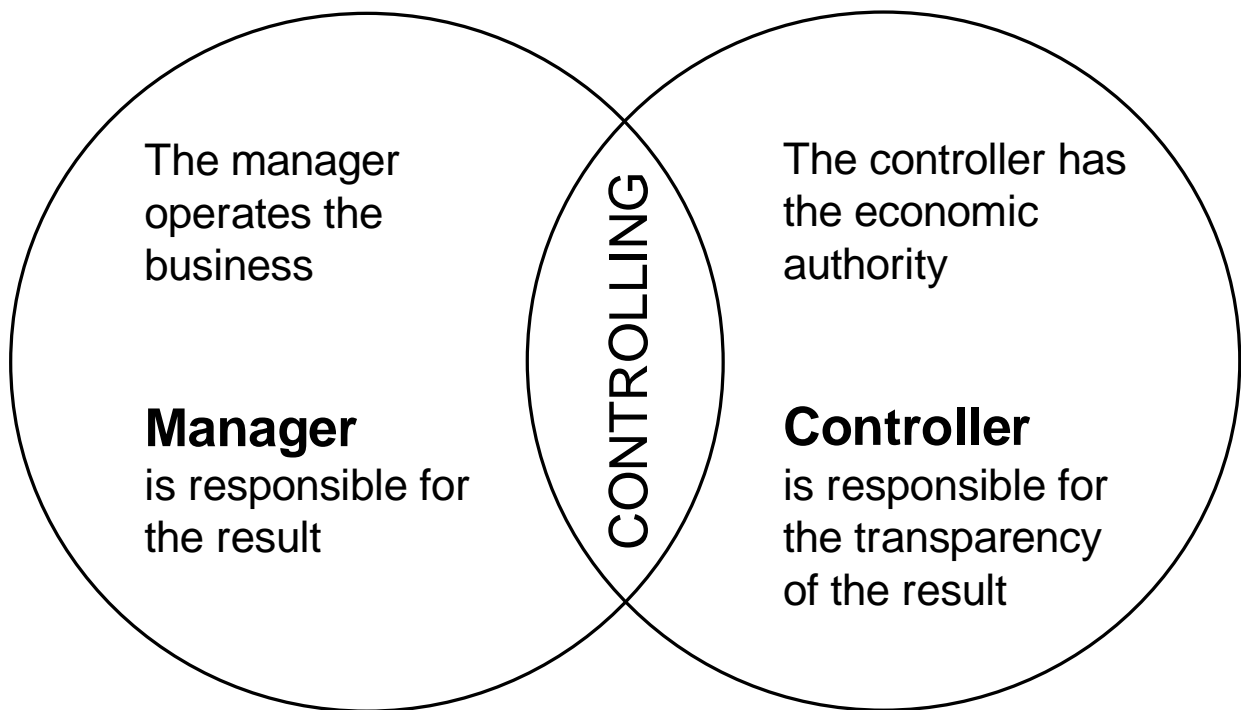 The manager
operates the
business
Manager
is responsible for
the result
CONTROLLING
The controller has
the economic
authority
Controller
is responsible for
the transparency
of the result